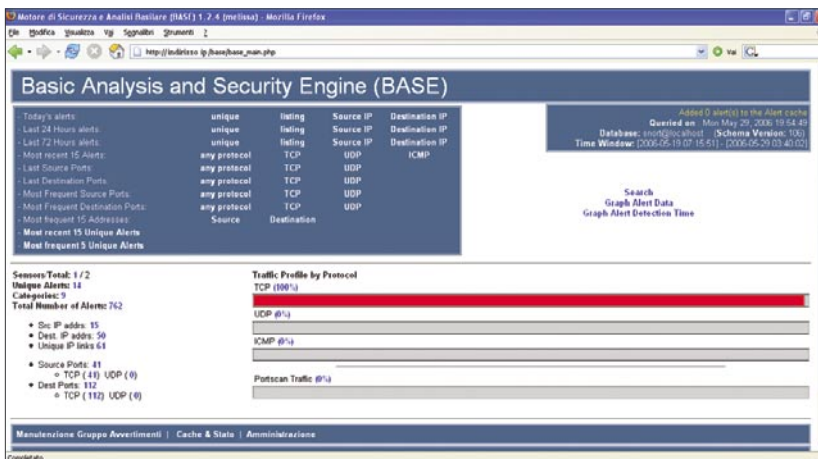 Motore di Sicurezza e Analisi Basilare (BASE) 1.2.4 (melissa) - Mozilla Firefox
File Modifica Visualizza Vai Segnalibri Strumenti ?
http://indirizzo ip/base/base_main.php Vai
Basic Analysis and Security Engine (BASE)
- Today's alerts: unique listing Source IP Destination IP
- Last 24 Hours alerts: unique listing Source IP Destination IP
- Last 72 Hours alerts: unique listing Source IP Destination IP
- Most recent 15 Alerts: any protocol TCP UDP ICMP
- Last Source Ports: any protocol TCP UDP
- Last Destination Ports: any protocol TCP UDP
- Most Frequent Source Ports: any protocol TCP UDP
- Most Frequent Destination Ports: any protocol TCP UDP
- Most frequent 15 Addresses: Source Destination
- Most recent 15 Unique Alerts
- Most frequent 5 Unique Alerts
Added 0 alert(s) to the Alert cache
Queried on : Mon May 29, 2006 19:54:49
Database: snort@localhost (Schema Version: 106)
Time Window: [2006-05-19 07:15:51] - [2006-05-29 03:40:02]
Search
Graph Alert Data
Graph Alert Detection Time
Sensors/Total: 1 / 2
Unique Alerts: 14
Categories: 9
Total Number of Alerts: 762
Src IP addrs: 15
Dest. IP addrs: 50
Unique IP links 61
Source Ports: 41
TCP ( 41) UDP ( 0)
Dest Ports: 112
TCP ( 112) UDP ( 0)
Traffic Profile by Protocol
TCP (100%)
UDP (0%)
ICMP (0%)
Portscan Traffic (0%)
Manutenzione Gruppo Avvertimenti | Cache & Stato | Amministrazione
Completato